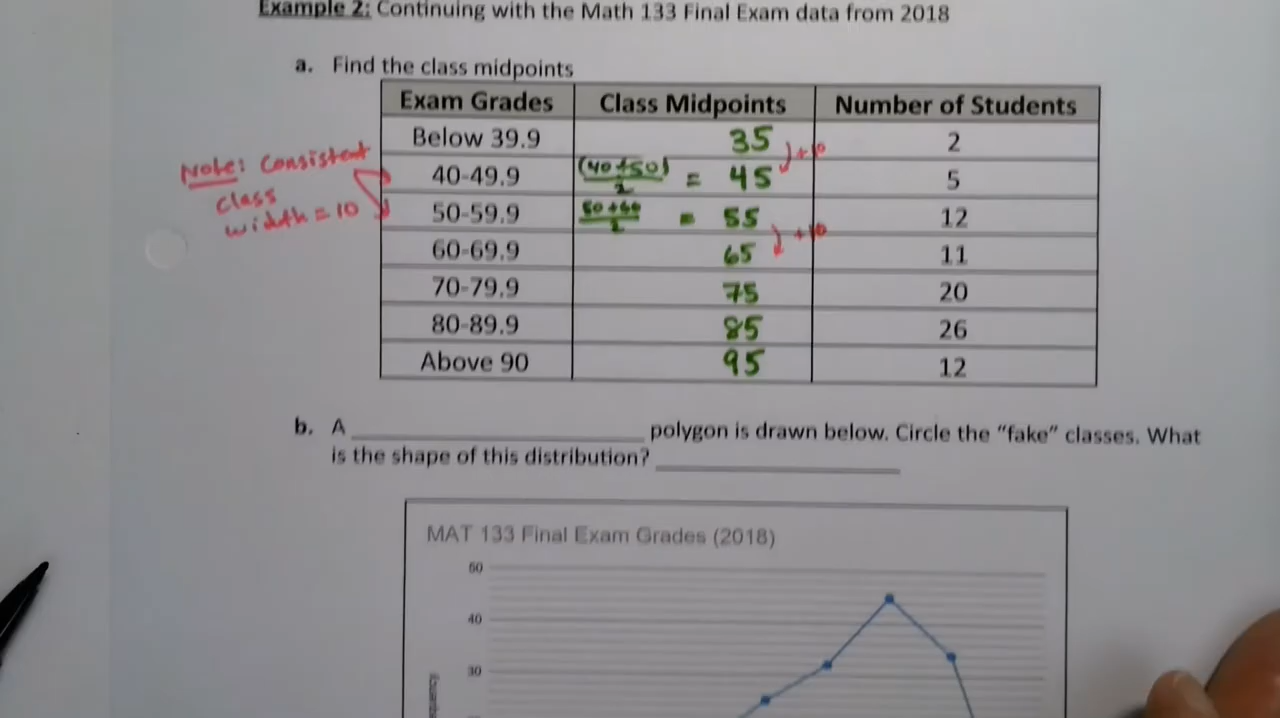 Example 2: Continuing with the Math 133 Final Exam data from 2018
a. Find the class midpoints
Exam Grades Class Midpoints Number of Students
Below 39.9 35 2
40-49.9 (40+50)/2 = 45 5
50-59.9 50+60/2 = 55 12
60-69.9 65 11
70-79.9 75 20
80-89.9 85 26
Above 90 95 12
Note: Consistent
class
width = 10
+10
+10
b. A ____________________ polygon is drawn below. Circle the “fake” classes. What
is the shape of this distribution? ____________________
MAT 133 Final Exam Grades (2018)
60
40
30